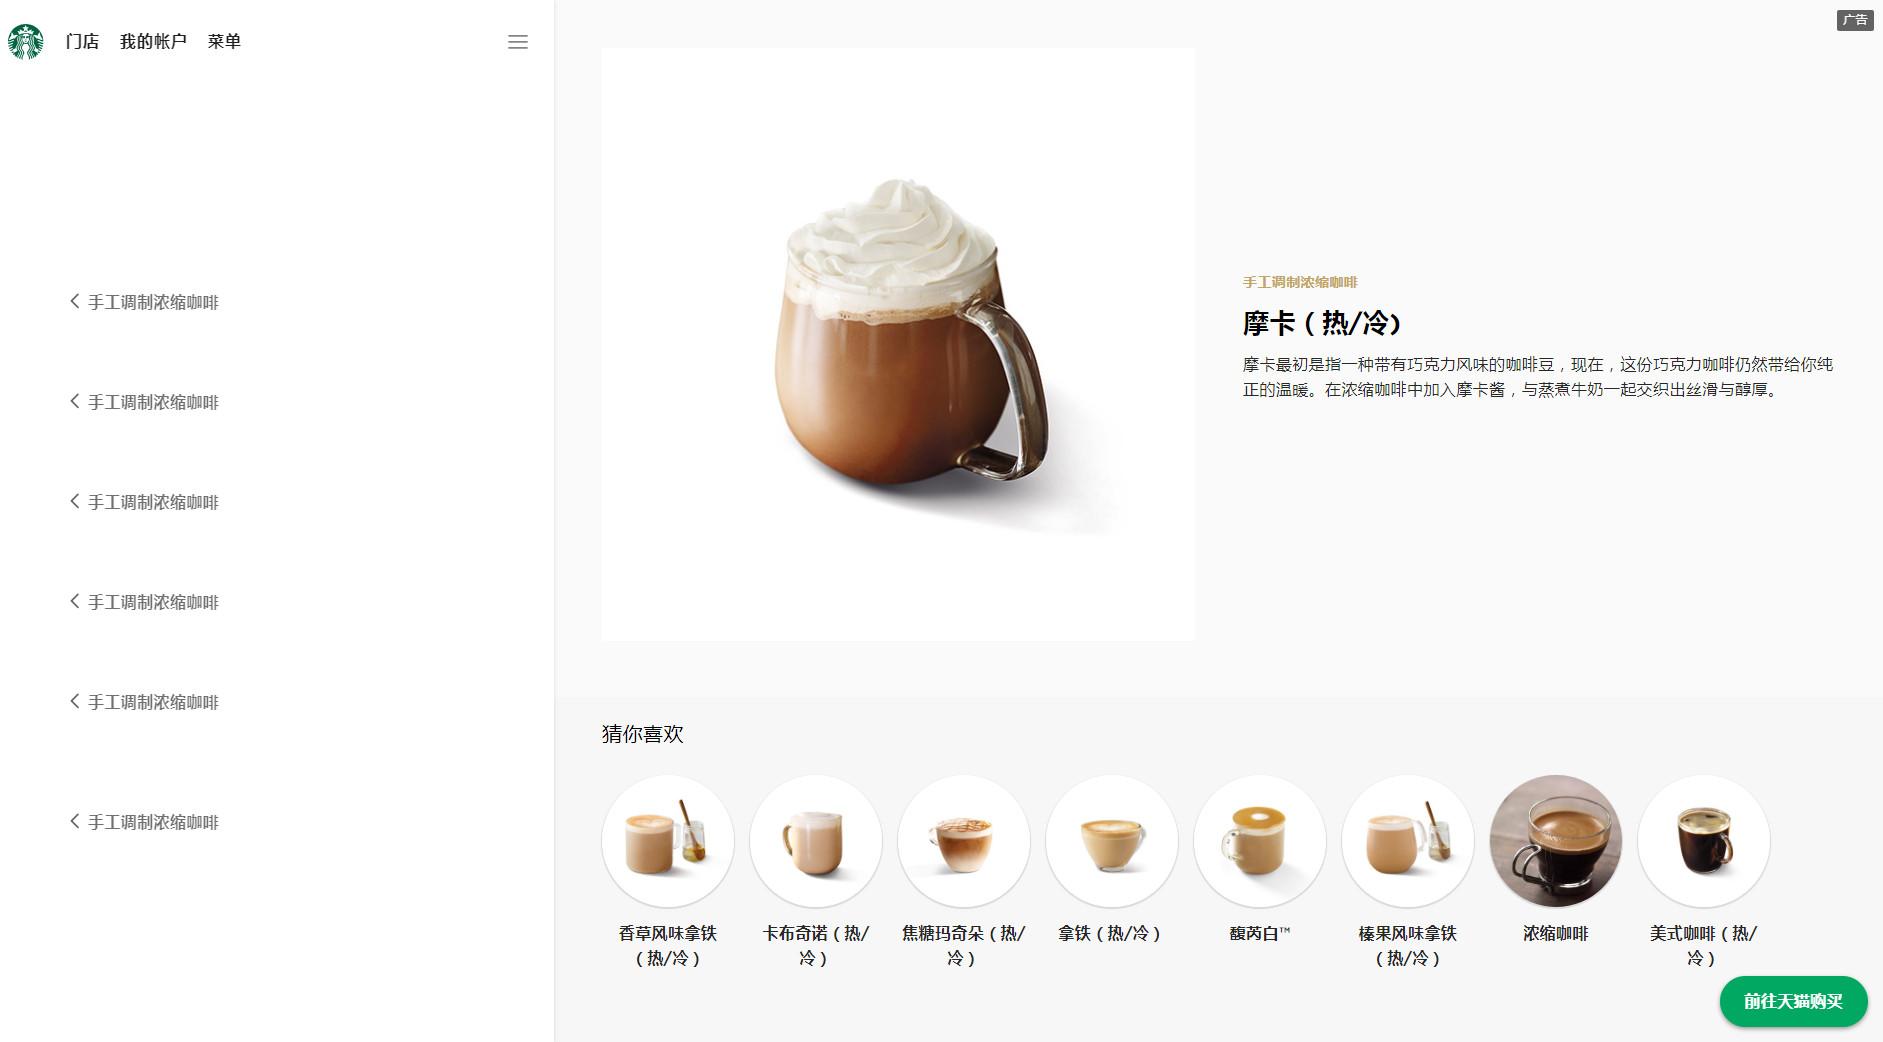 门店 我的帐户 菜单
手工调制浓缩咖啡
手工调制浓缩咖啡
手工调制浓缩咖啡
手工调制浓缩咖啡
手工调制浓缩咖啡
手工调制浓缩咖啡
广告
手工调制浓缩咖啡
摩卡（热/冷）
摩卡最初是指一种带有巧克力风味的咖啡豆，现在，这份巧克力咖啡仍然带给你纯
正的温暖。在浓缩咖啡中加入摩卡酱，与蒸煮牛奶一起交织出丝滑与醇厚。
猜你喜欢
香草风味拿铁
（热/冷）
卡布奇诺（热/
冷）
焦糖玛奇朵（热/
冷）
拿铁（热/冷）
馥芮白™
榛果风味拿铁
（热/冷）
浓缩咖啡
美式咖啡（热/
冷）
前往天猫购买